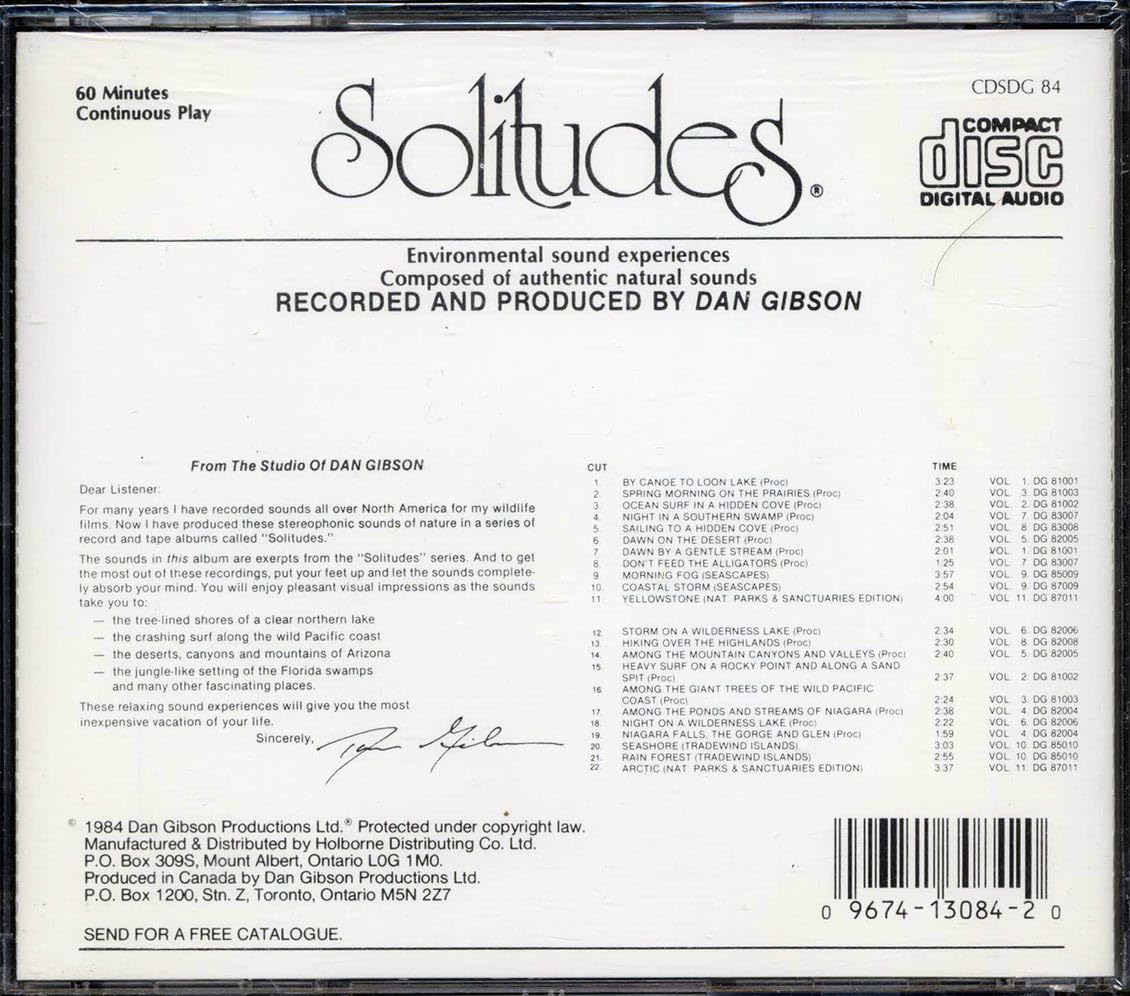 60 Minutes
Continuous Play
Solitudes®
CDSDG 84
COMPACT
disc
DIGITAL AUDIO
Environmental sound experiences
Composed of authentic natural sounds
RECORDED AND PRODUCED BY DAN GIBSON
From The Studio Of DAN GIBSON
Dear Listener:
For many years I have recorded sounds all over North America for my wildlife
films. Now I have produced these stereophonic sounds of nature in a series of
record and tape albums called "Solitudes."
The sounds in this album are exerpts from the "Solitudes" series. And to get
the most out of these recordings, put your feet up and let the sounds complete-
ly absorb your mind. You will enjoy pleasant visual impressions as the sounds
take you to:
— the tree-lined shores of a clear northern lake
— the crashing surf along the wild Pacific coast
— the deserts, canyons and mountains of Arizona
— the jungle-like setting of the Florida swamps
and many other fascinating places.
These relaxing sound experiences will give you the most
inexpensive vacation of your life.
Sincerely, Dan Gibson
CUT TIME
1. BY CANOE TO LOON LAKE (Proc) 3:23 VOL. 1. DG 81001
2. SPRING MORNING ON THE PRAIRIES (Proc) 2:40 VOL. 3. DG 81003
3 OCEAN SURF IN A HIDDEN COVE (Proc) 2:38 VOL. 2. DG 81002
4. NIGHT IN A SOUTHERN SWAMP (Proc) 2:04 VOL. 7. DG 83007
5. SAILING TO A HIDDEN COVE (Proc) 2:51 VOL. 8. DG 83008
6 DAWN ON THE DESERT (Proc) 2:38 VOL. 5. DG 82005
7. DAWN BY A GENTLE STREAM (Proc) 2:01 VOL. 1. DG 81001
8. DON'T FEED THE ALLIGATORS (Proc) 1:25 VOL. 7 DG 83007
9. MORNING FOG (SEASCAPES) 3:57 VOL. 9. DG 85009
10. COASTAL STORM (SEASCAPES) 2:54 VOL. 9. DG 87009
11. YELLOWSTONE (NAT. PARKS & SANCTUARIES EDITION) 4:00 VOL. 11. DG 87011
12. STORM ON A WILDERNESS LAKE (Proc) 2:34 VOL. 6. DG 82006
13. HIKING OVER THE HIGHLANDS (Proc) 2:30 VOL. 8. DG 82008
14. AMONG THE MOUNTAIN CANYONS AND VALLEYS (Proc) 2:40 VOL. 5. DG 82005
15. HEAVY SURF ON A ROCKY POINT AND ALONG A SAND
SPIT (Proc) 2:37 VOL. 2. DG 81002
16. AMONG THE GIANT TREES OF THE WILD PACIFIC
COAST (Proc) 2:24 VOL. 3. DG 81003
17. AMONG THE PONDS AND STREAMS OF NIAGARA (Proc) 2:38 VOL. 4. DG 82004
18. NIGHT ON A WILDERNESS LAKE (Proc) 2:22 VOL. 6. DG 82006
19. NIAGARA FALLS, THE GORGE AND GLEN (Proc) 1:59 VOL. 4. DG 82004
20. SEASHORE (TRADEWIND ISLANDS) 3:03 VOL. 10. DG 85010
21. RAIN FOREST (TRADEWIND ISLANDS) 2:55 VOL. 10. DG 85010
22. ARCTIC (NAT. PARKS & SANCTUARIES EDITION) 3:37 VOL. 11. DG 87011
© 1984 Dan Gibson Productions Ltd.® Protected under copyright law.
Manufactured & Distributed by Holborne Distributing Co. Ltd.
P.O. Box 309S, Mount Albert, Ontario L0G 1M0.
Produced in Canada by Dan Gibson Productions Ltd.
P.O. Box 1200, Stn. Z, Toronto, Ontario M5N 2Z7
SEND FOR A FREE CATALOGUE.
0 9674-13084-2 0